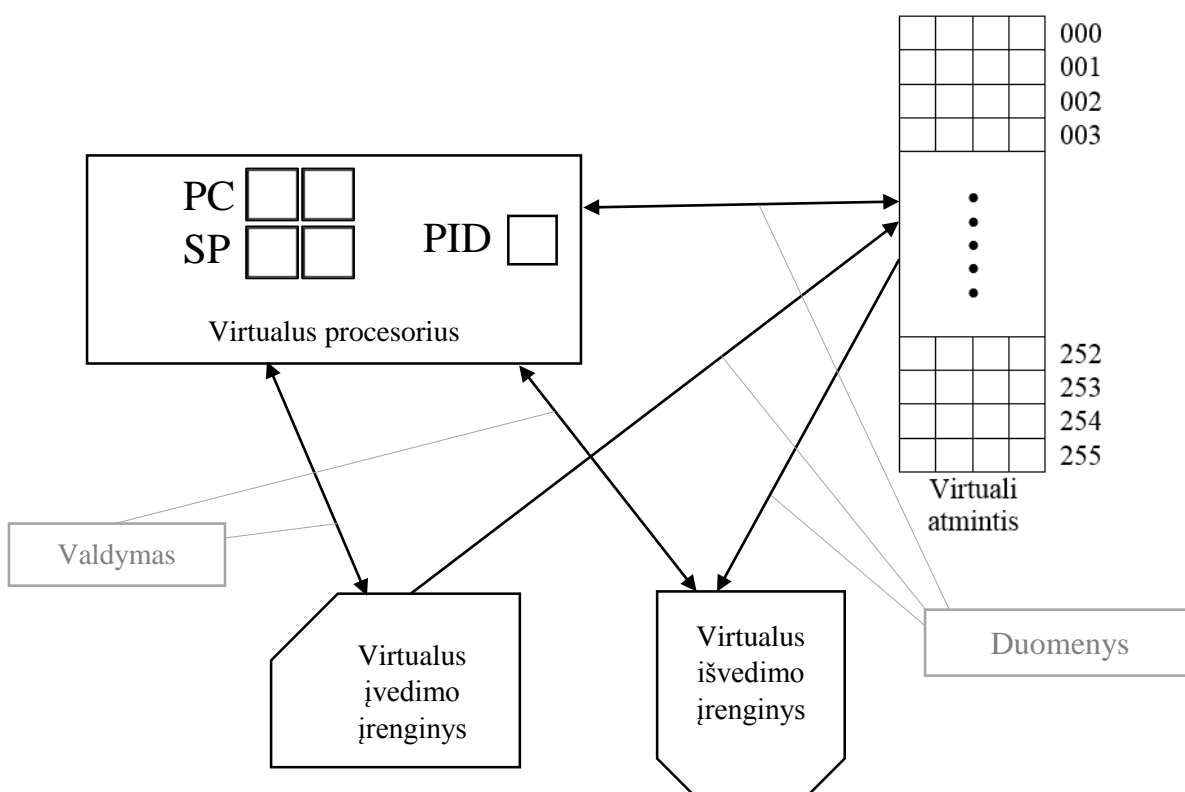 000
001
002
003
PC
SP
PID
Virtualus procesorius
252
253
254
255
Virtuali
atmintis
Valdymas
Duomenys
Virtualus
įvedimo
įrenginys
Virtualus
išvedimo
įrenginys